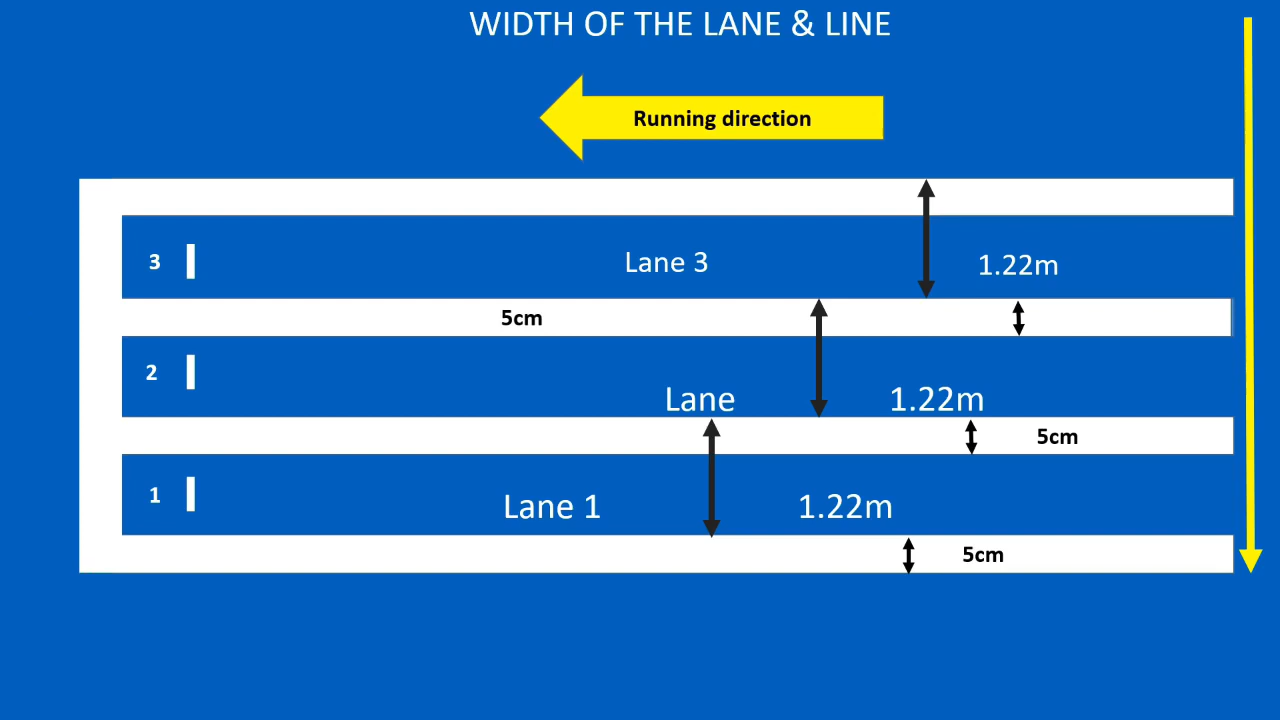 WIDTH OF THE LANE & LINE
Running direction
3
Lane 3
1.22m
5cm
2
Lane
1.22m
5cm
1
Lane 1
1.22m
5cm